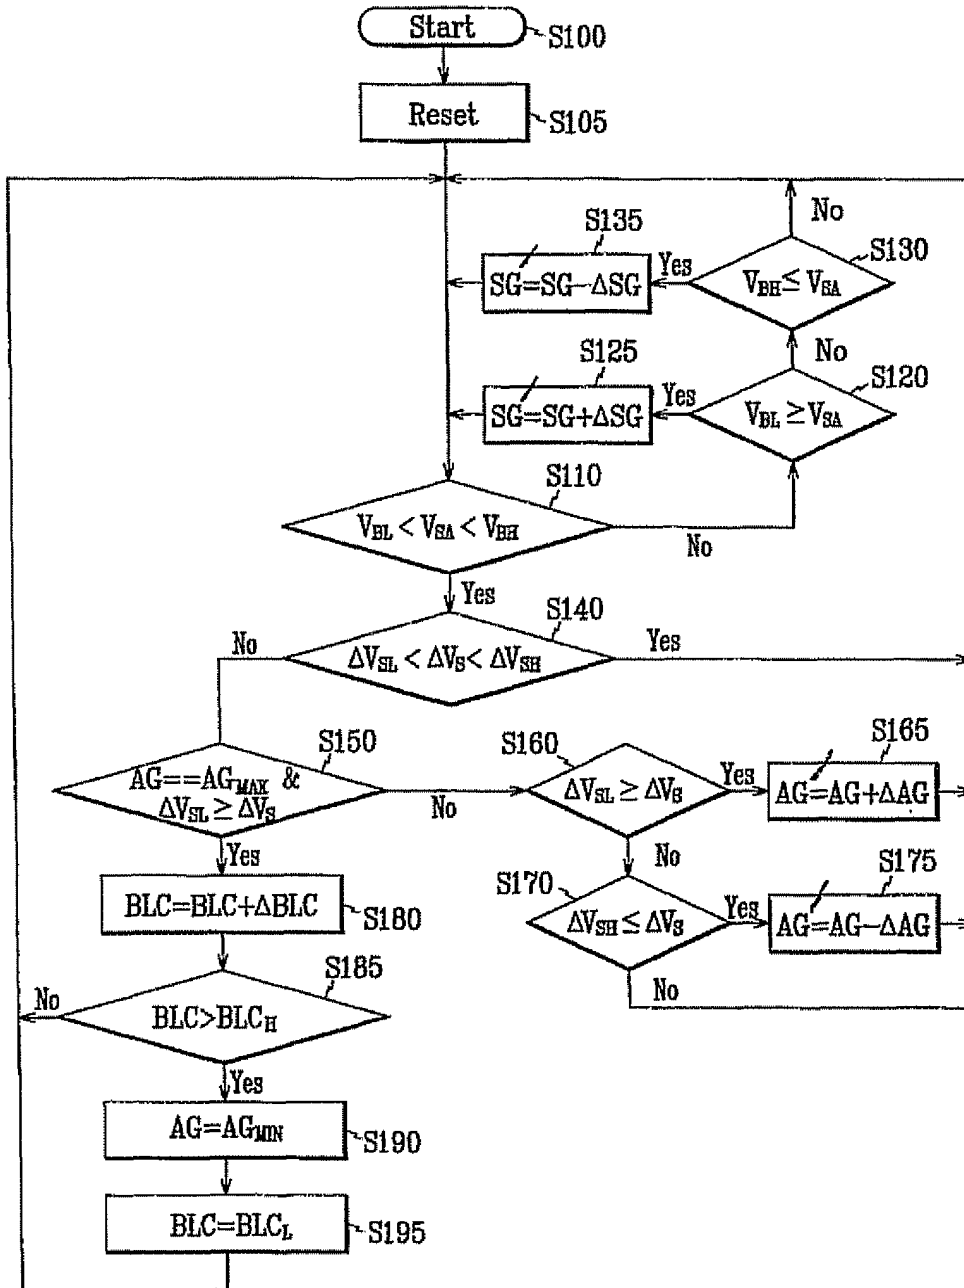 Start
S100
Reset
S105
No
S135
S130
SG=SG-ΔSG
Yes
V_BH ≤ V_SA
No
S125
S120
SG=SG+ΔSG
Yes
V_BL ≥ V_SA
S110
V_BL < V_SA < V_BH
No
Yes
S140
No
ΔV_SL < ΔV_S < ΔV_SH
Yes
S150
AG==AG_MAX &
ΔV_SL ≥ ΔV_S
No
S160
ΔV_SL ≥ ΔV_S
Yes
S165
AG=AG+ΔAG
Yes
No
BLC=BLC+ΔBLC
S180
S170
ΔV_SH ≤ ΔV_S
Yes
S175
AG=AG-ΔAG
No
S185
No
BLC>BLC_H
Yes
AG=AG_MIN
S190
BLC=BLC_L
S195